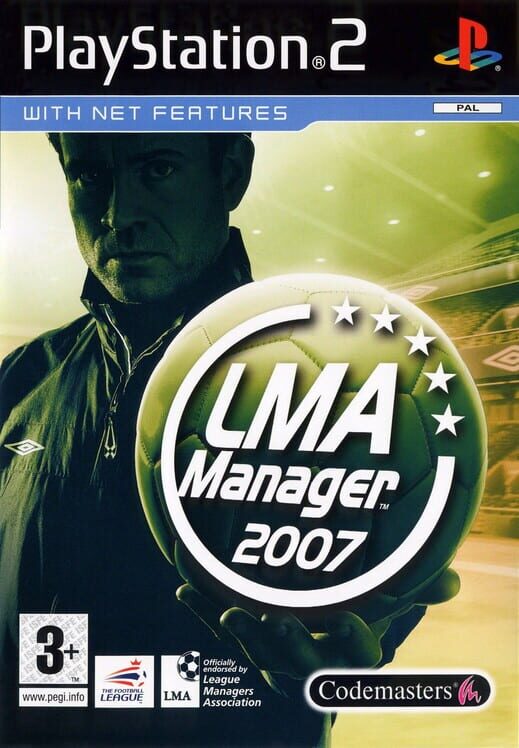 PlayStation®2
WITH NET FEATURES
PAL
LMA
Manager™
2007
3+
www.pegi.info
THE FOOTBALL
LEAGUE
LMA
Officially
endorsed by
League
Managers
Association
Codemasters